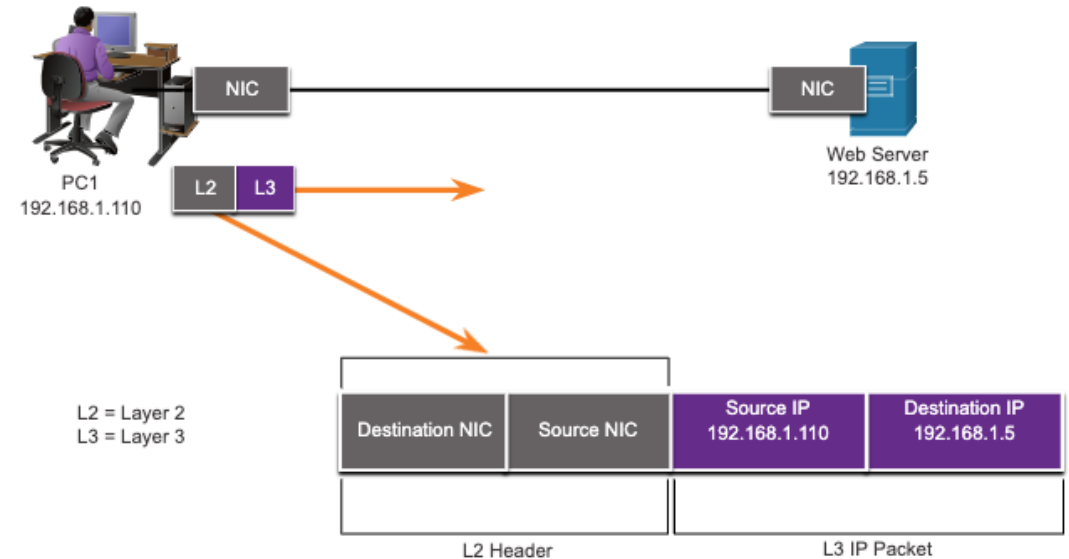 NIC
NIC
Web Server
192.168.1.5
PC1
192.168.1.110
L2 L3
L2 = Layer 2
L3 = Layer 3
Destination NIC
Source NIC
Source IP
192.168.1.110
Destination IP
192.168.1.5
L2 Header
L3 IP Packet